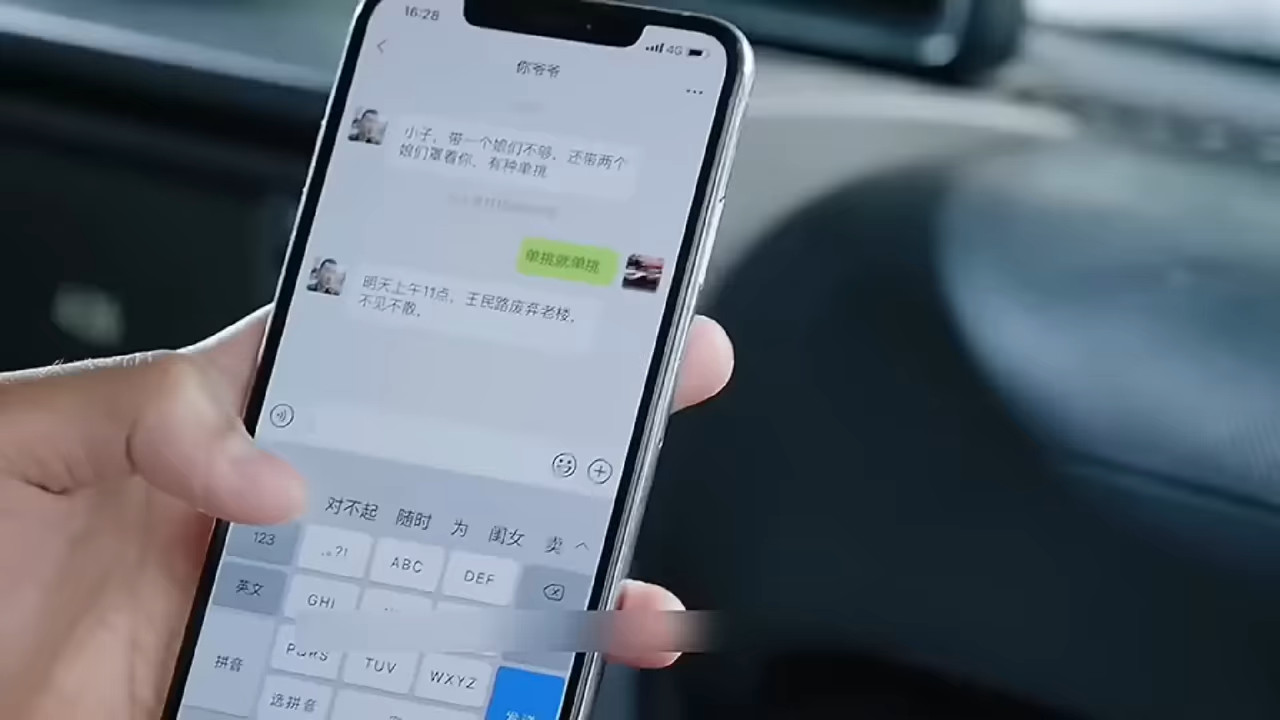 16:28
4G
你爷爷
小子，带一个娘们不够，还带两个
娘们罩着你，有种单挑
单挑就单挑
明天上午11点，王民路废弃老楼，
不见不散，
对不起 随时 为 闺女 卖
123
.,?!
ABC
DEF
英文
GHI
拼音
PQRS
TUV
WXYZ
选拼音
发送